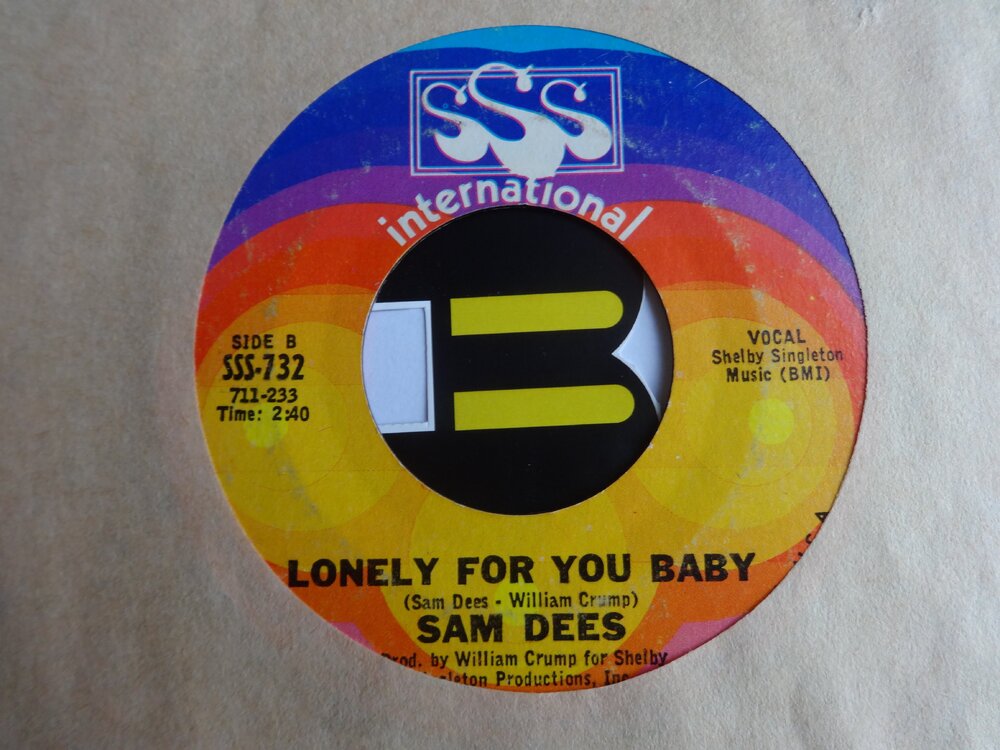 SSS
international
SIDE B
SSS-732
711-233
Time: 2:40
VOCAL
Shelby Singleton
Music (BMI)
LONELY FOR YOU BABY
(Sam Dees - William Crump)
SAM DEES
by William Crump for Shelby
Productions, Inc